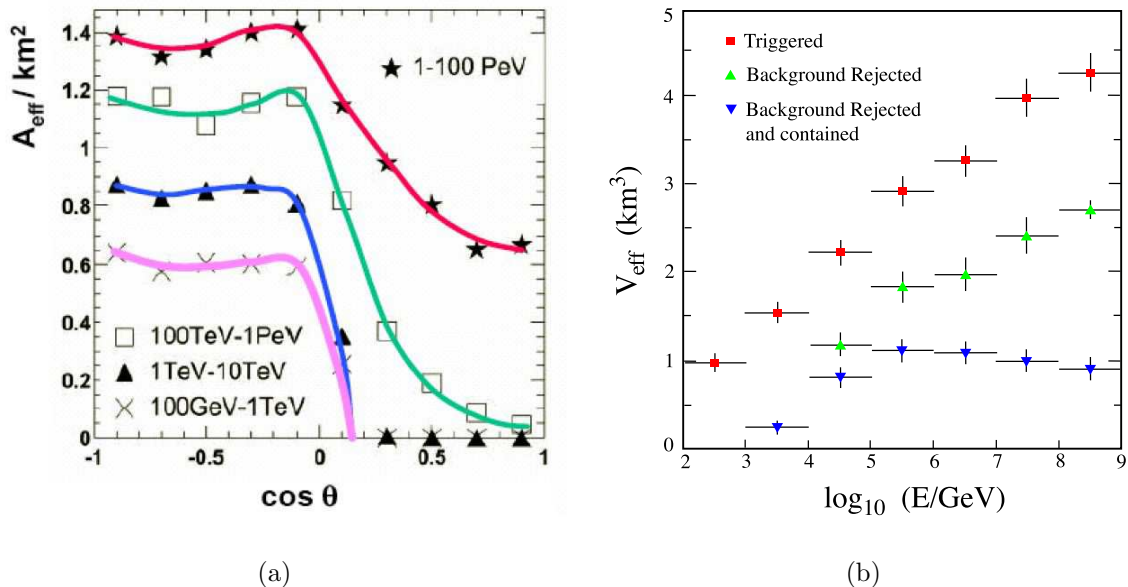 A_eff / km²
1.4
1.2
1
0.8
0.6
0.4
0.2
0
-1
-0.5
0
0.5
1
cos θ
1-100 PeV
100TeV-1PeV
1TeV-10TeV
100GeV-1TeV
(a)
V_eff (km³)
4
3
2
1
0
2
3
4
5
6
7
8
9
log₁₀ (E/GeV)
Triggered
Background Rejected
Background Rejected
and contained
(b)